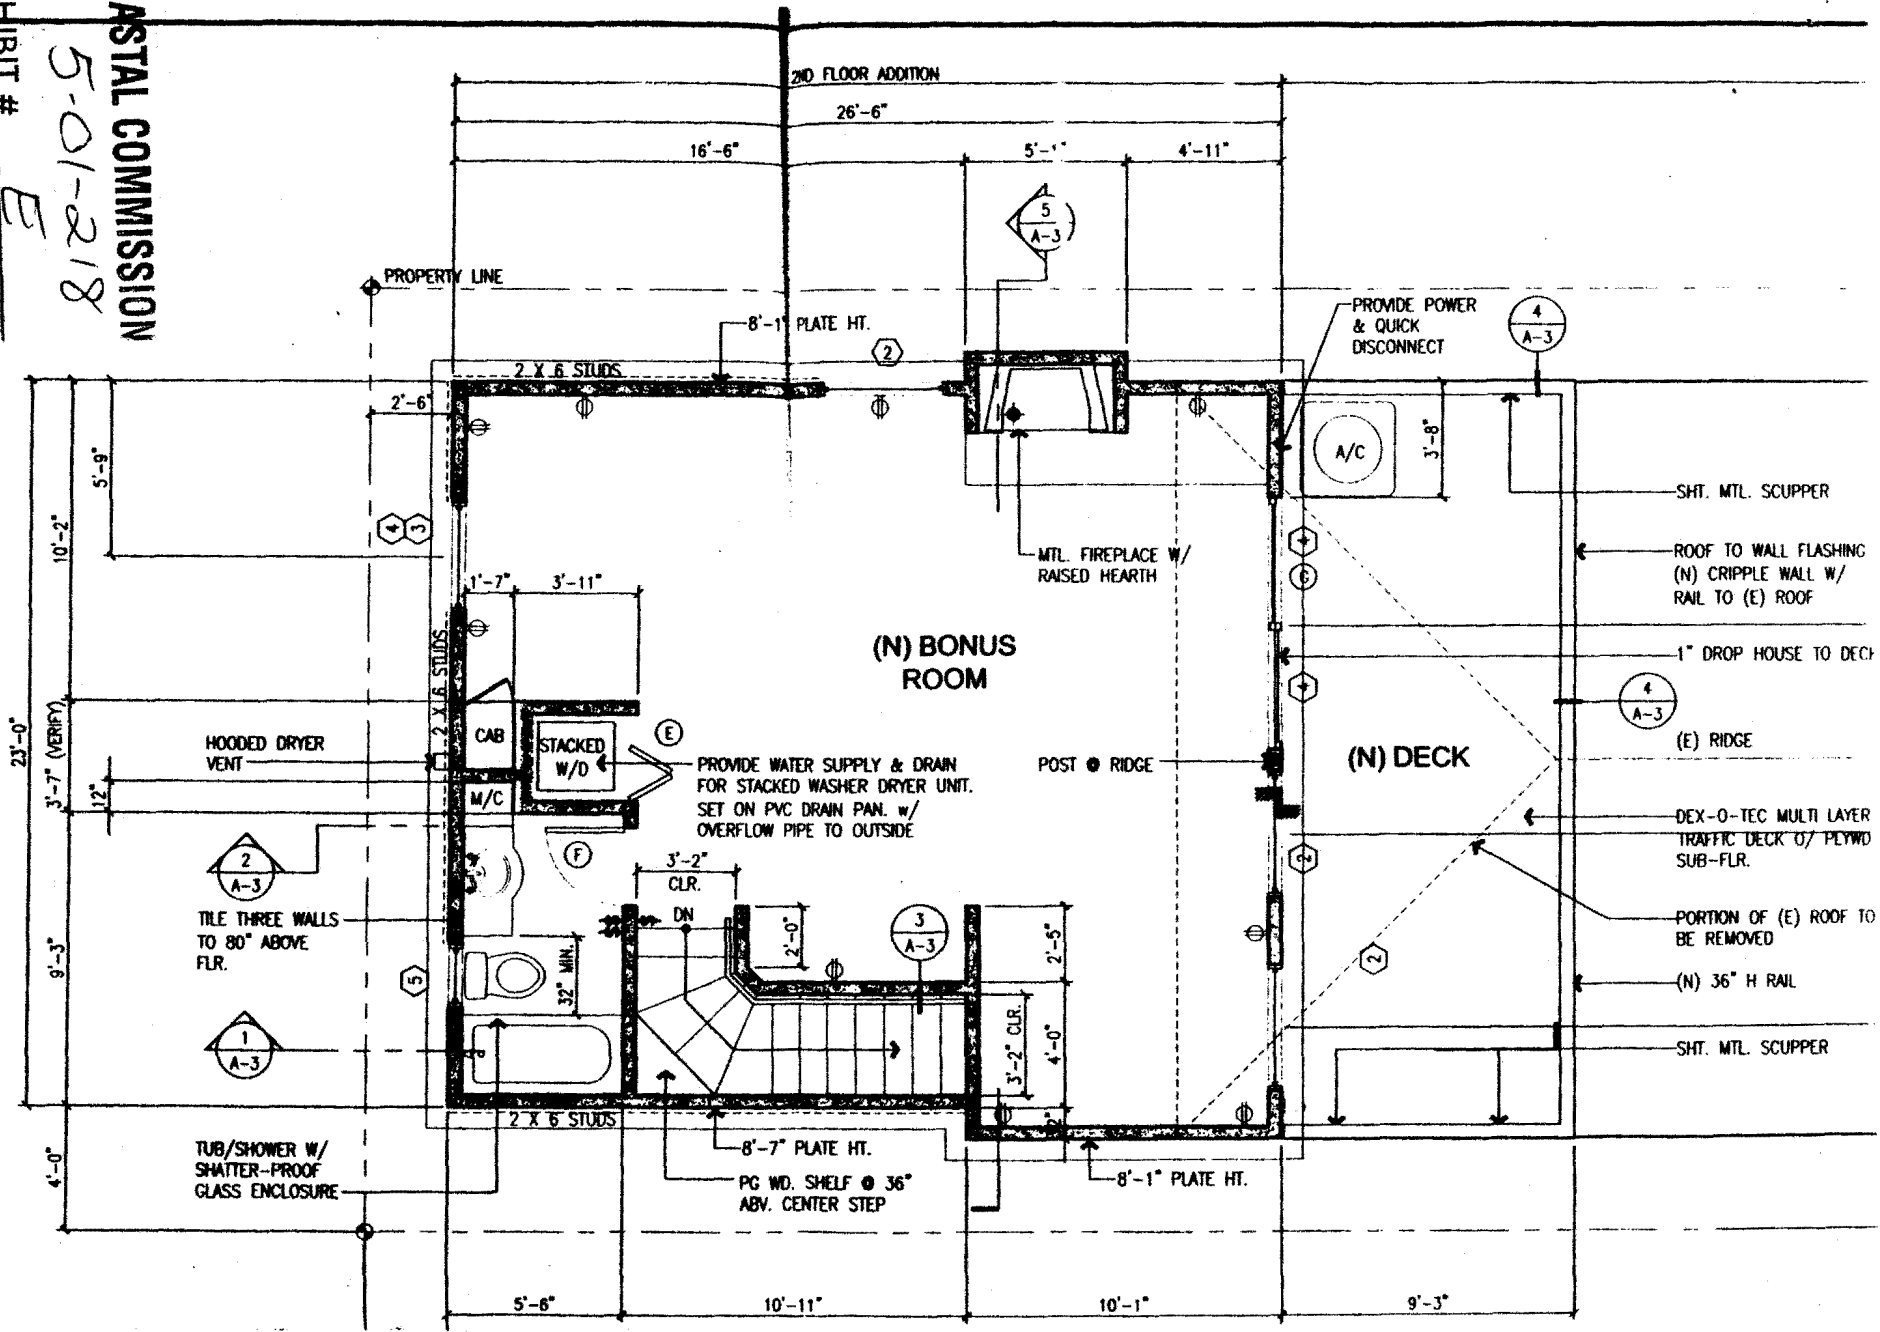 ASTAL COMMISSION
5-01-218
HIBIT # E
2ND FLOOR ADDITION
26'-6"
16'-6"
5'-1"
4'-11"
5
A-3
PROPERTY LINE
8'-1" PLATE HT.
2
PROVIDE POWER
& QUICK
DISCONNECT
4
A-3
2 X 6 STUDS
2'-6"
5'-9"
10'-2"
23'-0"
3'-7" (VERIFY)
12"
9'-3"
4'-0"
4
3
1'-7"
3'-11"
2 X 6 STUDS
A/C
3'-8"
SHT. MTL. SCUPPER
MTL. FIREPLACE W/
RAISED HEARTH
4
G
ROOF TO WALL FLASHING
(N) CRIPPLE WALL W/
RAIL TO (E) ROOF
(N) BONUS
ROOM
1" DROP HOUSE TO DECK
4
4
A-3
HOODED DRYER
VENT
CAB
STACKED
W/D
E
M/C
PROVIDE WATER SUPPLY & DRAIN
FOR STACKED WASHER DRYER UNIT.
SET ON PVC DRAIN PAN. w/
OVERFLOW PIPE TO OUTSIDE
POST @ RIDGE
(N) DECK
(E) RIDGE
DEX-O-TEC MULTI LAYER
TRAFFIC DECK O/ PLYWD
SUB-FLR.
2
A-3
F
3'-2"
CLR.
2
TILE THREE WALLS
TO 80" ABOVE
FLR.
DN
2'-0"
3
A-3
2'-5"
PORTION OF (E) ROOF TO
BE REMOVED
2
5
32" MIN.
(N) 36" H RAIL
1
A-3
3'-2" CLR.
4'-0"
SHT. MTL. SCUPPER
2 X 6 STUDS
TUB/SHOWER W/
SHATTER-PROOF
GLASS ENCLOSURE
8'-7" PLATE HT.
PG WD. SHELF @ 36"
ABV. CENTER STEP
8'-1" PLATE HT.
5'-6"
10'-11"
10'-1"
9'-3"